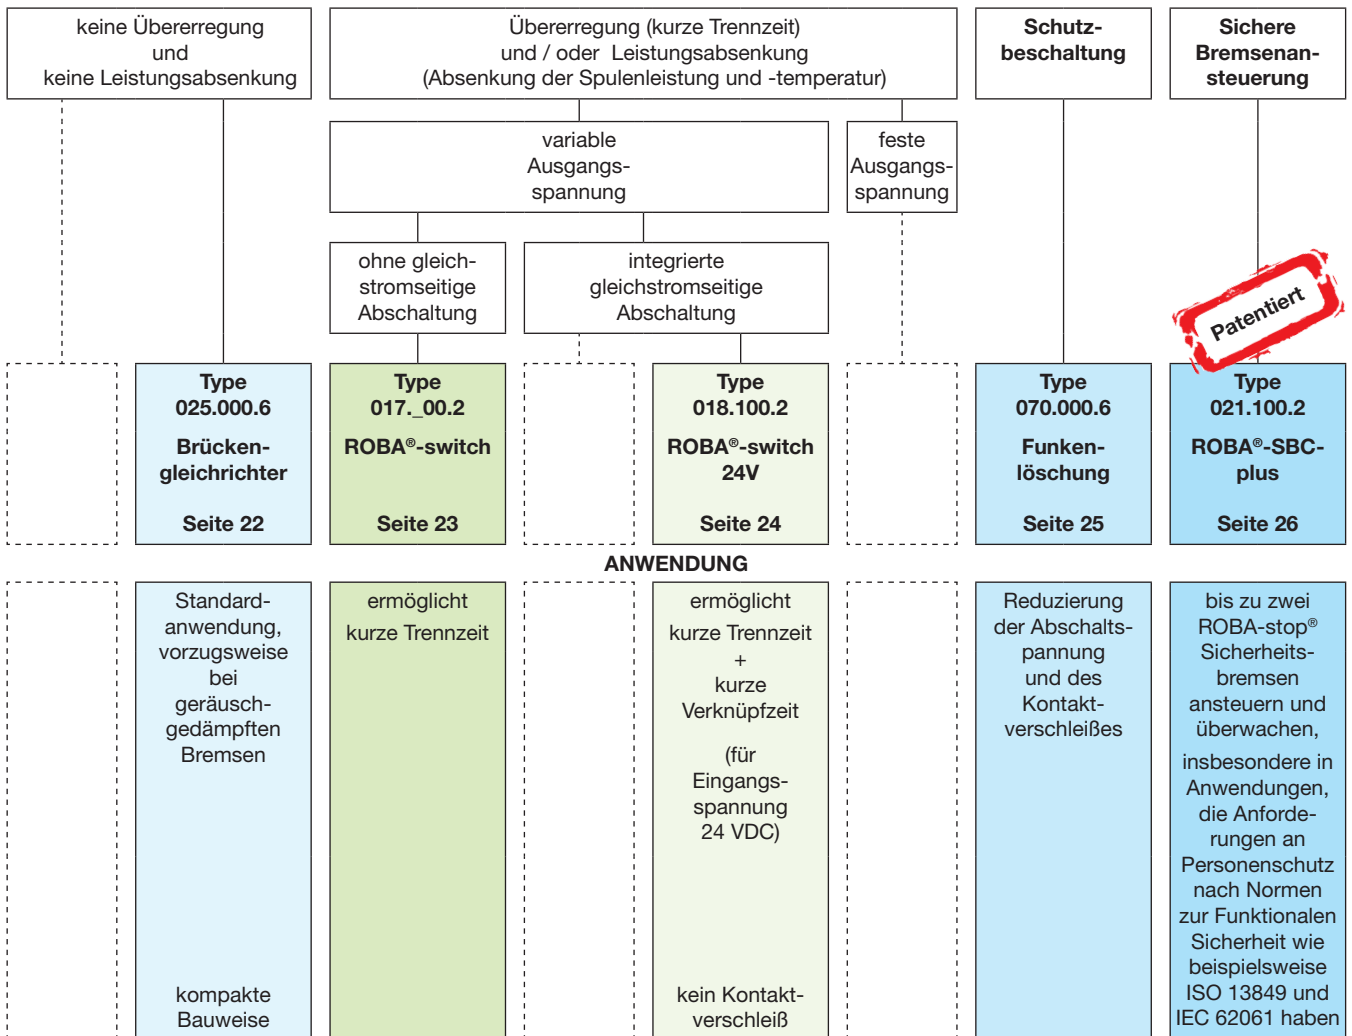 keine Übererregung
und
keine Leistungsabsenkung
Übererregung (kurze Trennzeit)
und / oder Leistungsabsenkung
(Absenkung der Spulenleistung und -temperatur)
Schutz-
beschaltung
Sichere
Bremsenan-
steuerung
variable
Ausgangs-
spannung
feste
Ausgangs-
spannung
ohne gleich-
stromseitige
Abschaltung
integrierte
gleichstromseitige
Abschaltung
Patentiert
Type
025.000.6
Brücken-
gleichrichter
Seite 22
Type
017._00.2
ROBA®-switch
Seite 23
Type
018.100.2
ROBA®-switch
24V
Seite 24
Type
070.000.6
Funken-
löschung
Seite 25
Type
021.100.2
ROBA®-SBC-
plus
Seite 26
ANWENDUNG
Standard-
anwendung,
vorzugsweise
bei
geräusch-
gedämpften
Bremsen
kompakte
Bauweise
ermöglicht
kurze Trennzeit
ermöglicht
kurze Trennzeit
+
kurze
Verknüpfzeit
(für
Eingangs-
spannung
24 VDC)
kein Kontakt-
verschleiß
Reduzierung
der Abschalts-
pannung
und des
Kontakt-
verschleißes
bis zu zwei
ROBA-stop®
Sicherheits-
bremsen
ansteuern und
überwachen,
insbesondere in
Anwendungen,
die Anforde-
rungen an
Personenschutz
nach Normen
zur Funktionalen
Sicherheit wie
beispielsweise
ISO 13849 und
IEC 62061 haben